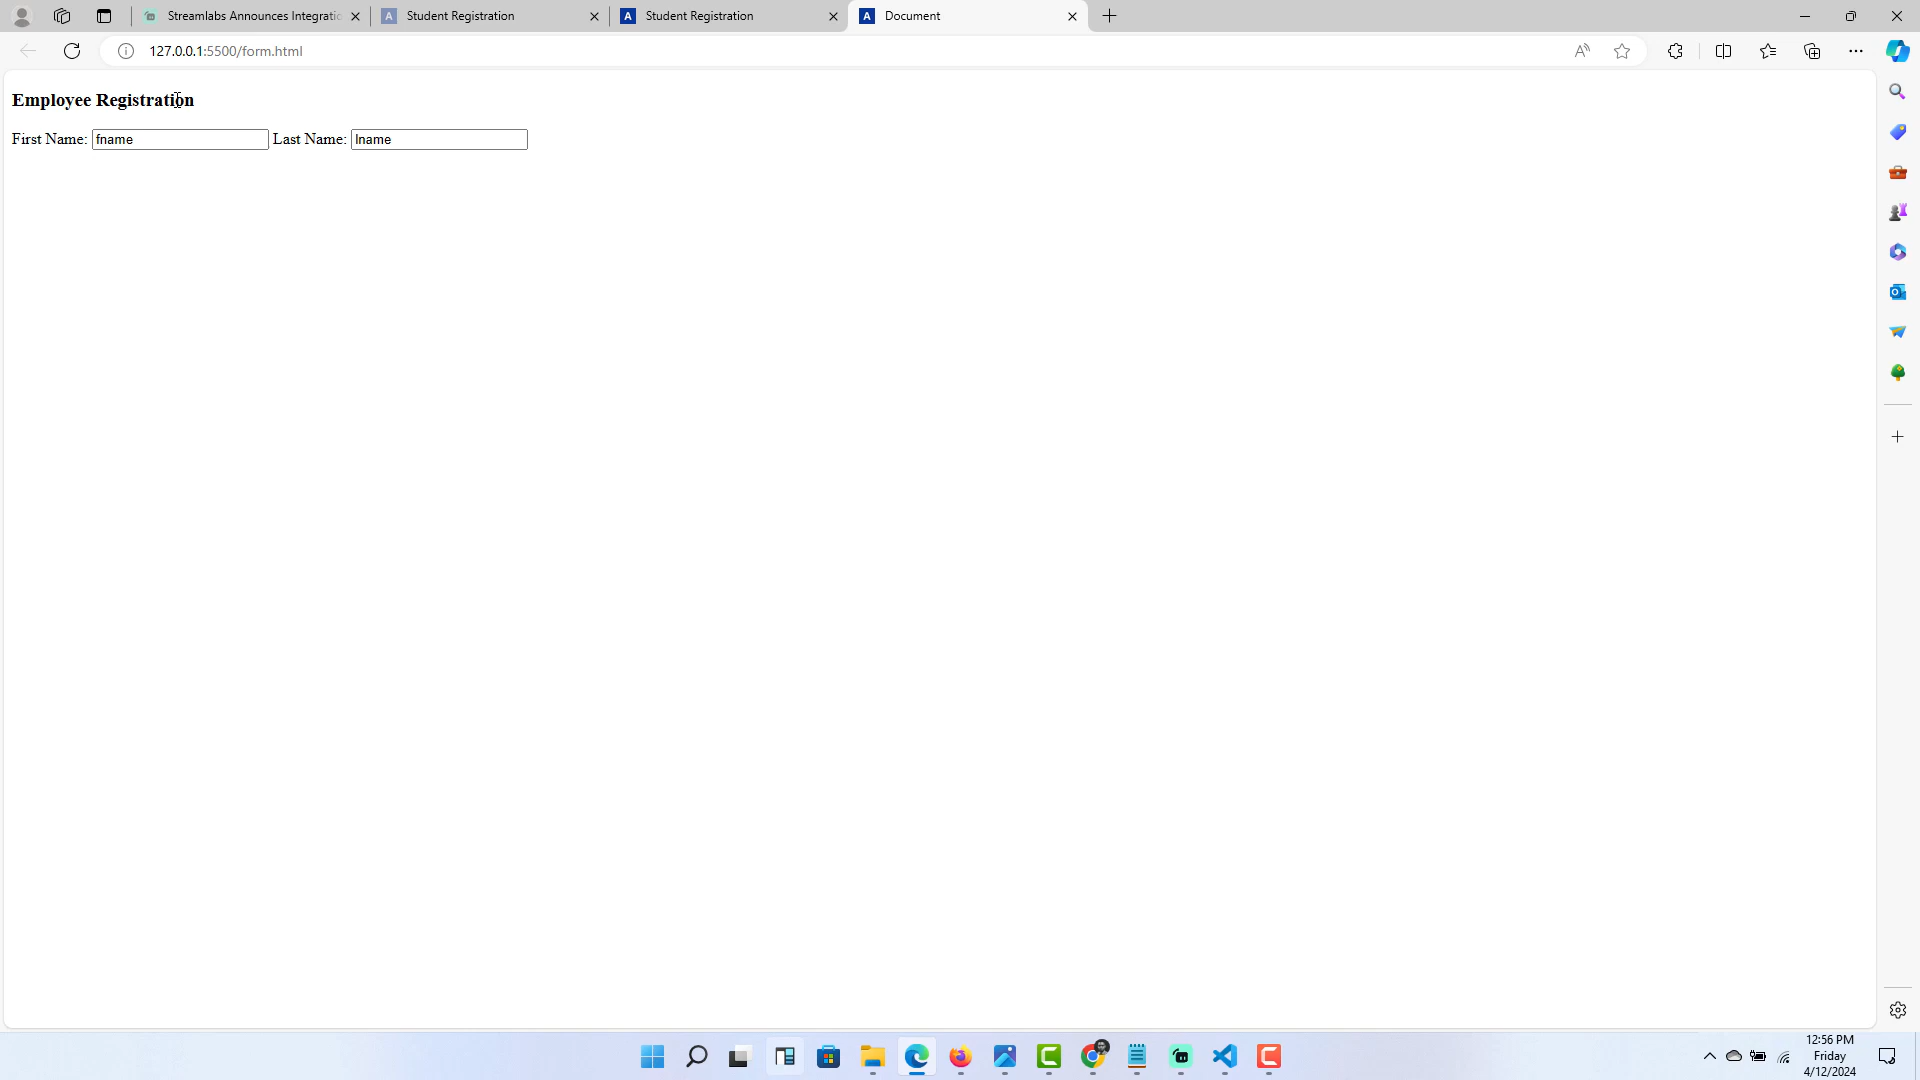 Streamlabs Announces Integratio
Student Registration
Student Registration
Document
127.0.0.1:5500/form.html
Employee Registration
First Name: fname Last Name: lname
12:56 PM
Friday
4/12/2024